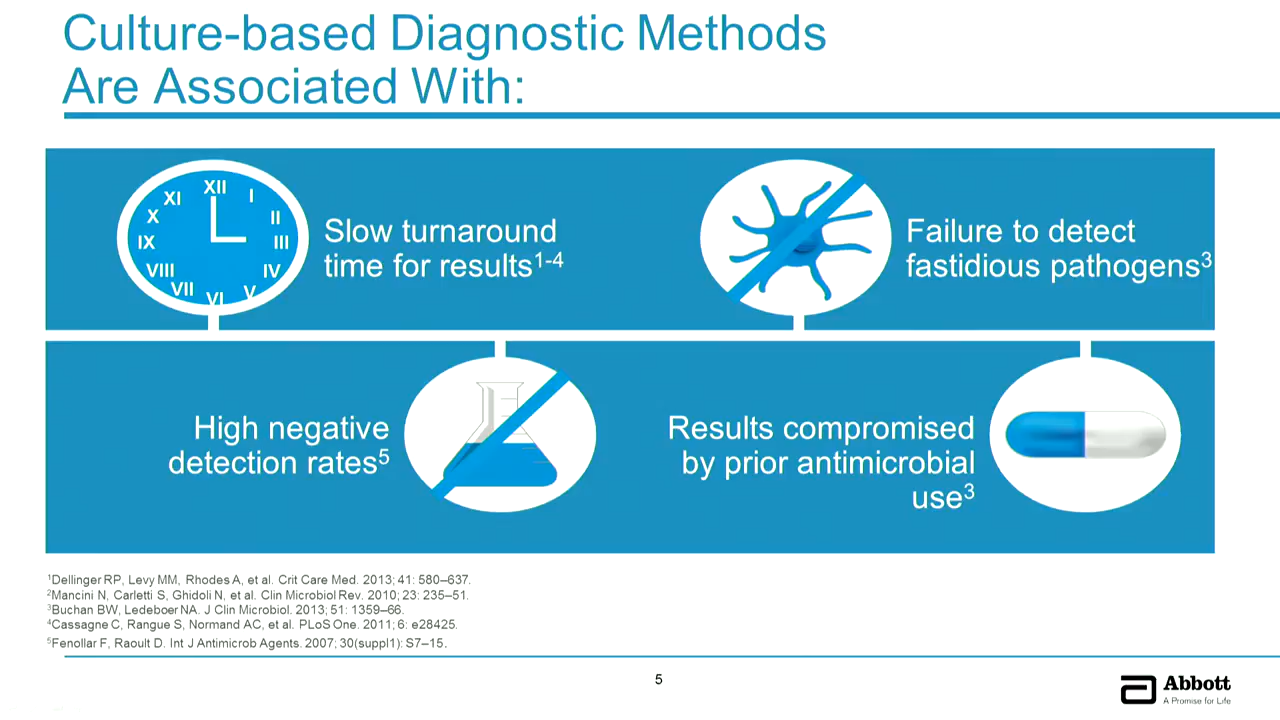 Culture-based Diagnostic Methods
Are Associated With:
XII
I
II
III
IV
V
VI
VII
VIII
IX
X
XI
Slow turnaround
time for results1-4
Failure to detect
fastidious pathogens3
High negative
detection rates5
Results compromised
by prior antimicrobial
use3
1Dellinger RP, Levy MM, Rhodes A, et al. Crit Care Med. 2013; 41: 580–637.
2Mancini N, Carletti S, Ghidoli N, et al. Clin Microbiol Rev. 2010; 23: 235–51.
3Buchan BW, Ledeboer NA. J Clin Microbiol. 2013; 51: 1359–66.
4Cassagne C, Rangue S, Normand AC, et al. PLoS One. 2011; 6: e28425.
5Fenollar F, Raoult D. Int J Antimicrob Agents. 2007; 30(suppl1): S7–15.
5
Abbott
A Promise for Life